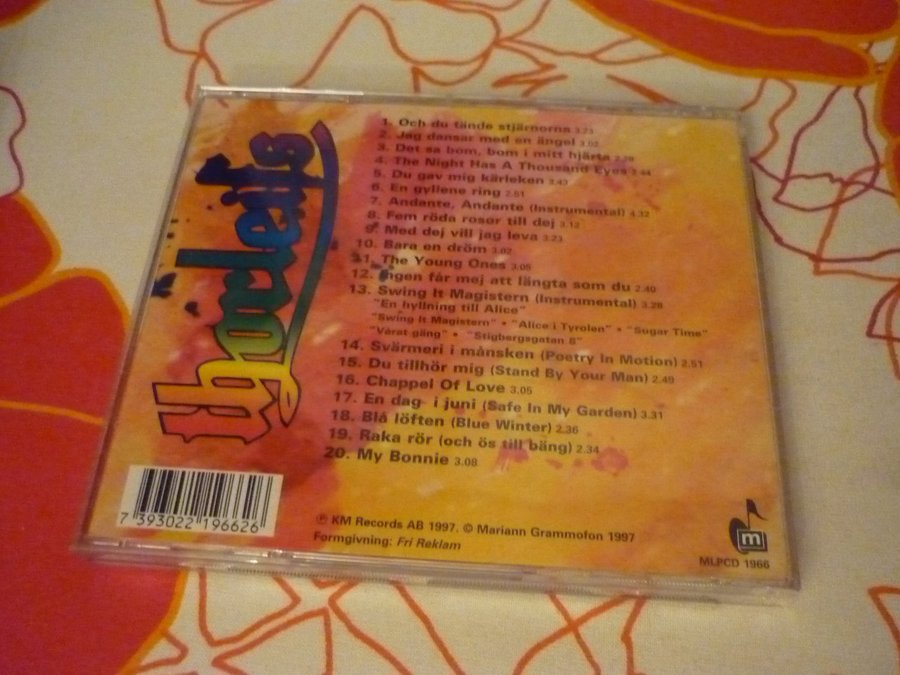 Thorleifs
1. Och du tände stjärnorna 3.23
2. Jag dansar med en ängel 3.02
3. Det sa bom, bom i mitt hjärta 2.28
4. The Night Has A Thousand Eyes 2.44
5. Du gav mig kärleken 2.47
6. En gyllene ring 2.51
7. Andante, Andante (Instrumental) 4.32
8. Fem röda rosor till dej 3.12
9. Med dej vill jag leva 3.23
10. Bara en dröm 3.02
11. The Young Ones 3.05
12. Ingen får mej att längta som du 2.40
13. Swing It Magistern (Instrumental) 3.28
"En hyllning till Alice"
"Swing It Magistern" • "Alice i Tyrolen" • "Sugar Time"
"Vårat gäng" • "Stigbergsgatan 8"
14. Svärmeri i månsken (Poetry In Motion) 2.51
15. Du tillhör mig (Stand By Your Man) 2.49
16. Chappel Of Love 3.05
17. En dag i juni (Safe In My Garden) 3.31
18. Blå löften (Blue Winter) 2.36
19. Raka rör (och ös till bäng) 2.34
20. My Bonnie 3.08
7 393022 196626
℗ KM Records AB 1997. © Mariann Grammofon 1997
Formgivning: Fri Reklam
m
MLPCD 1966